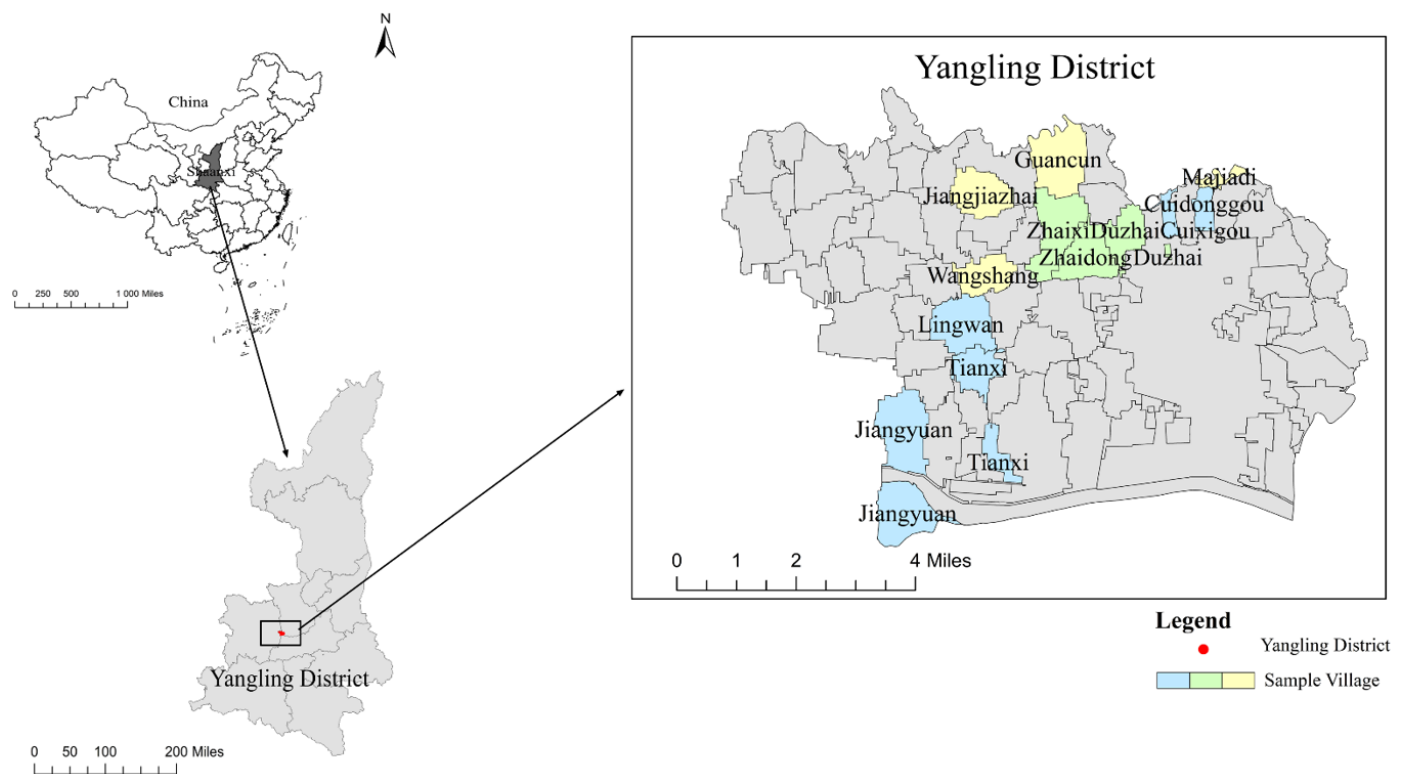 N
China
Shaanxi
0 250 500 1 000 Miles
Yangling District
0 50 100 200 Miles
Yangling District
Guancun
Majiadi
Jiangjiazhai
Cuidonggou
ZhaixiDuzhai
Cuixigou
ZhaidongDuzhai
Wangshang
Lingwan
Tianxi
Jiangyuan
Tianxi
Jiangyuan
0 1 2 4 Miles
Legend
Yangling District
Sample Village